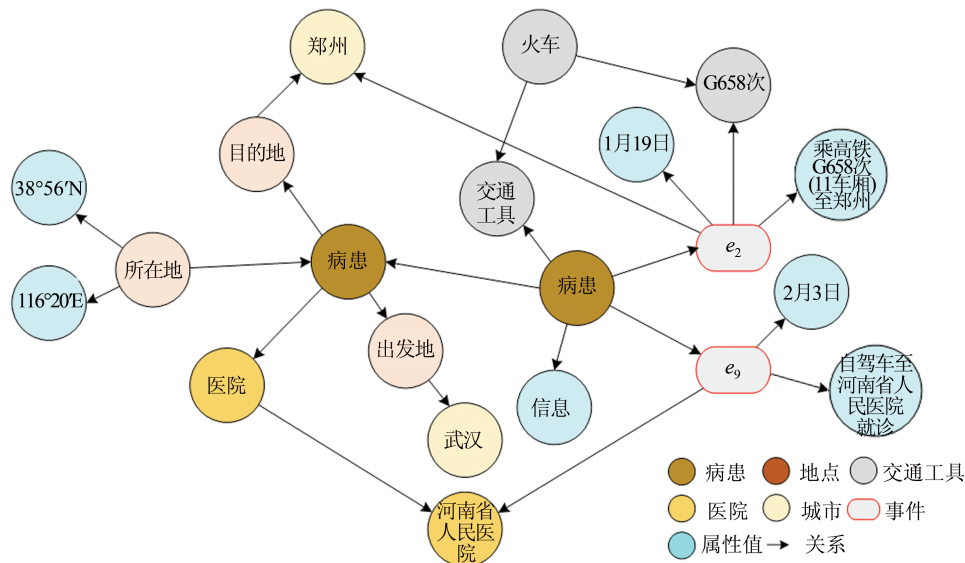 郑州
火车
G658次
1月19日
乘高铁
G658次
(11车厢)
至郑州
目的地
38°56′N
交通
工具
e2
所在地
病患
病患
116°20′E
2月3日
出发地
e9
自驾车至
河南省人
民医院
就诊
医院
信息
武汉
河南省
人民医
院
病患
地点
交通工具
医院
城市
事件
属性值
关系